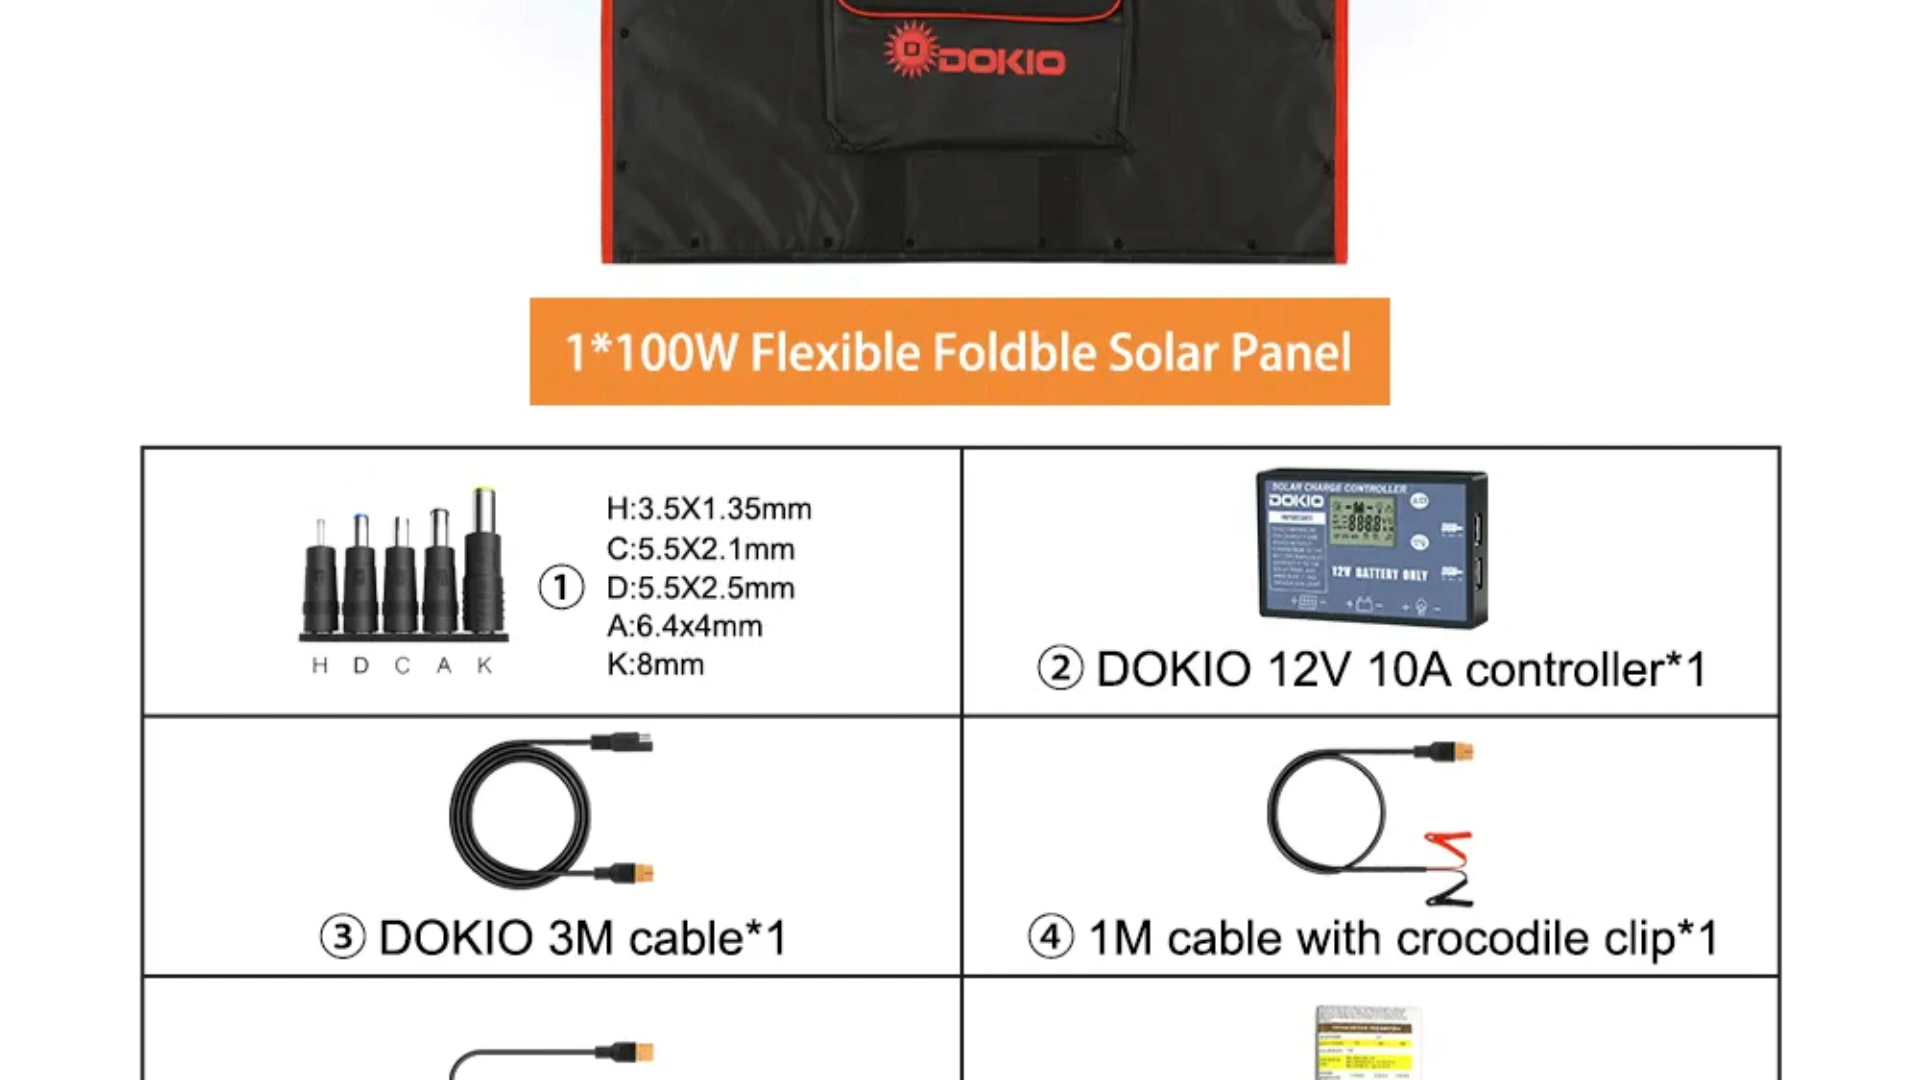 D DOKIO
1*100W Flexible Foldble Solar Panel
H:3.5X1.35mm
C:5.5X2.1mm
① D:5.5X2.5mm
A:6.4x4mm
K:8mm
H D C A K
SOLAR CHARGE CONTROLLER
DOKIO
12V BATTERY ONLY
② DOKIO 12V 10A controller*1
③ DOKIO 3M cable*1
④ 1M cable with crocodile clip*1